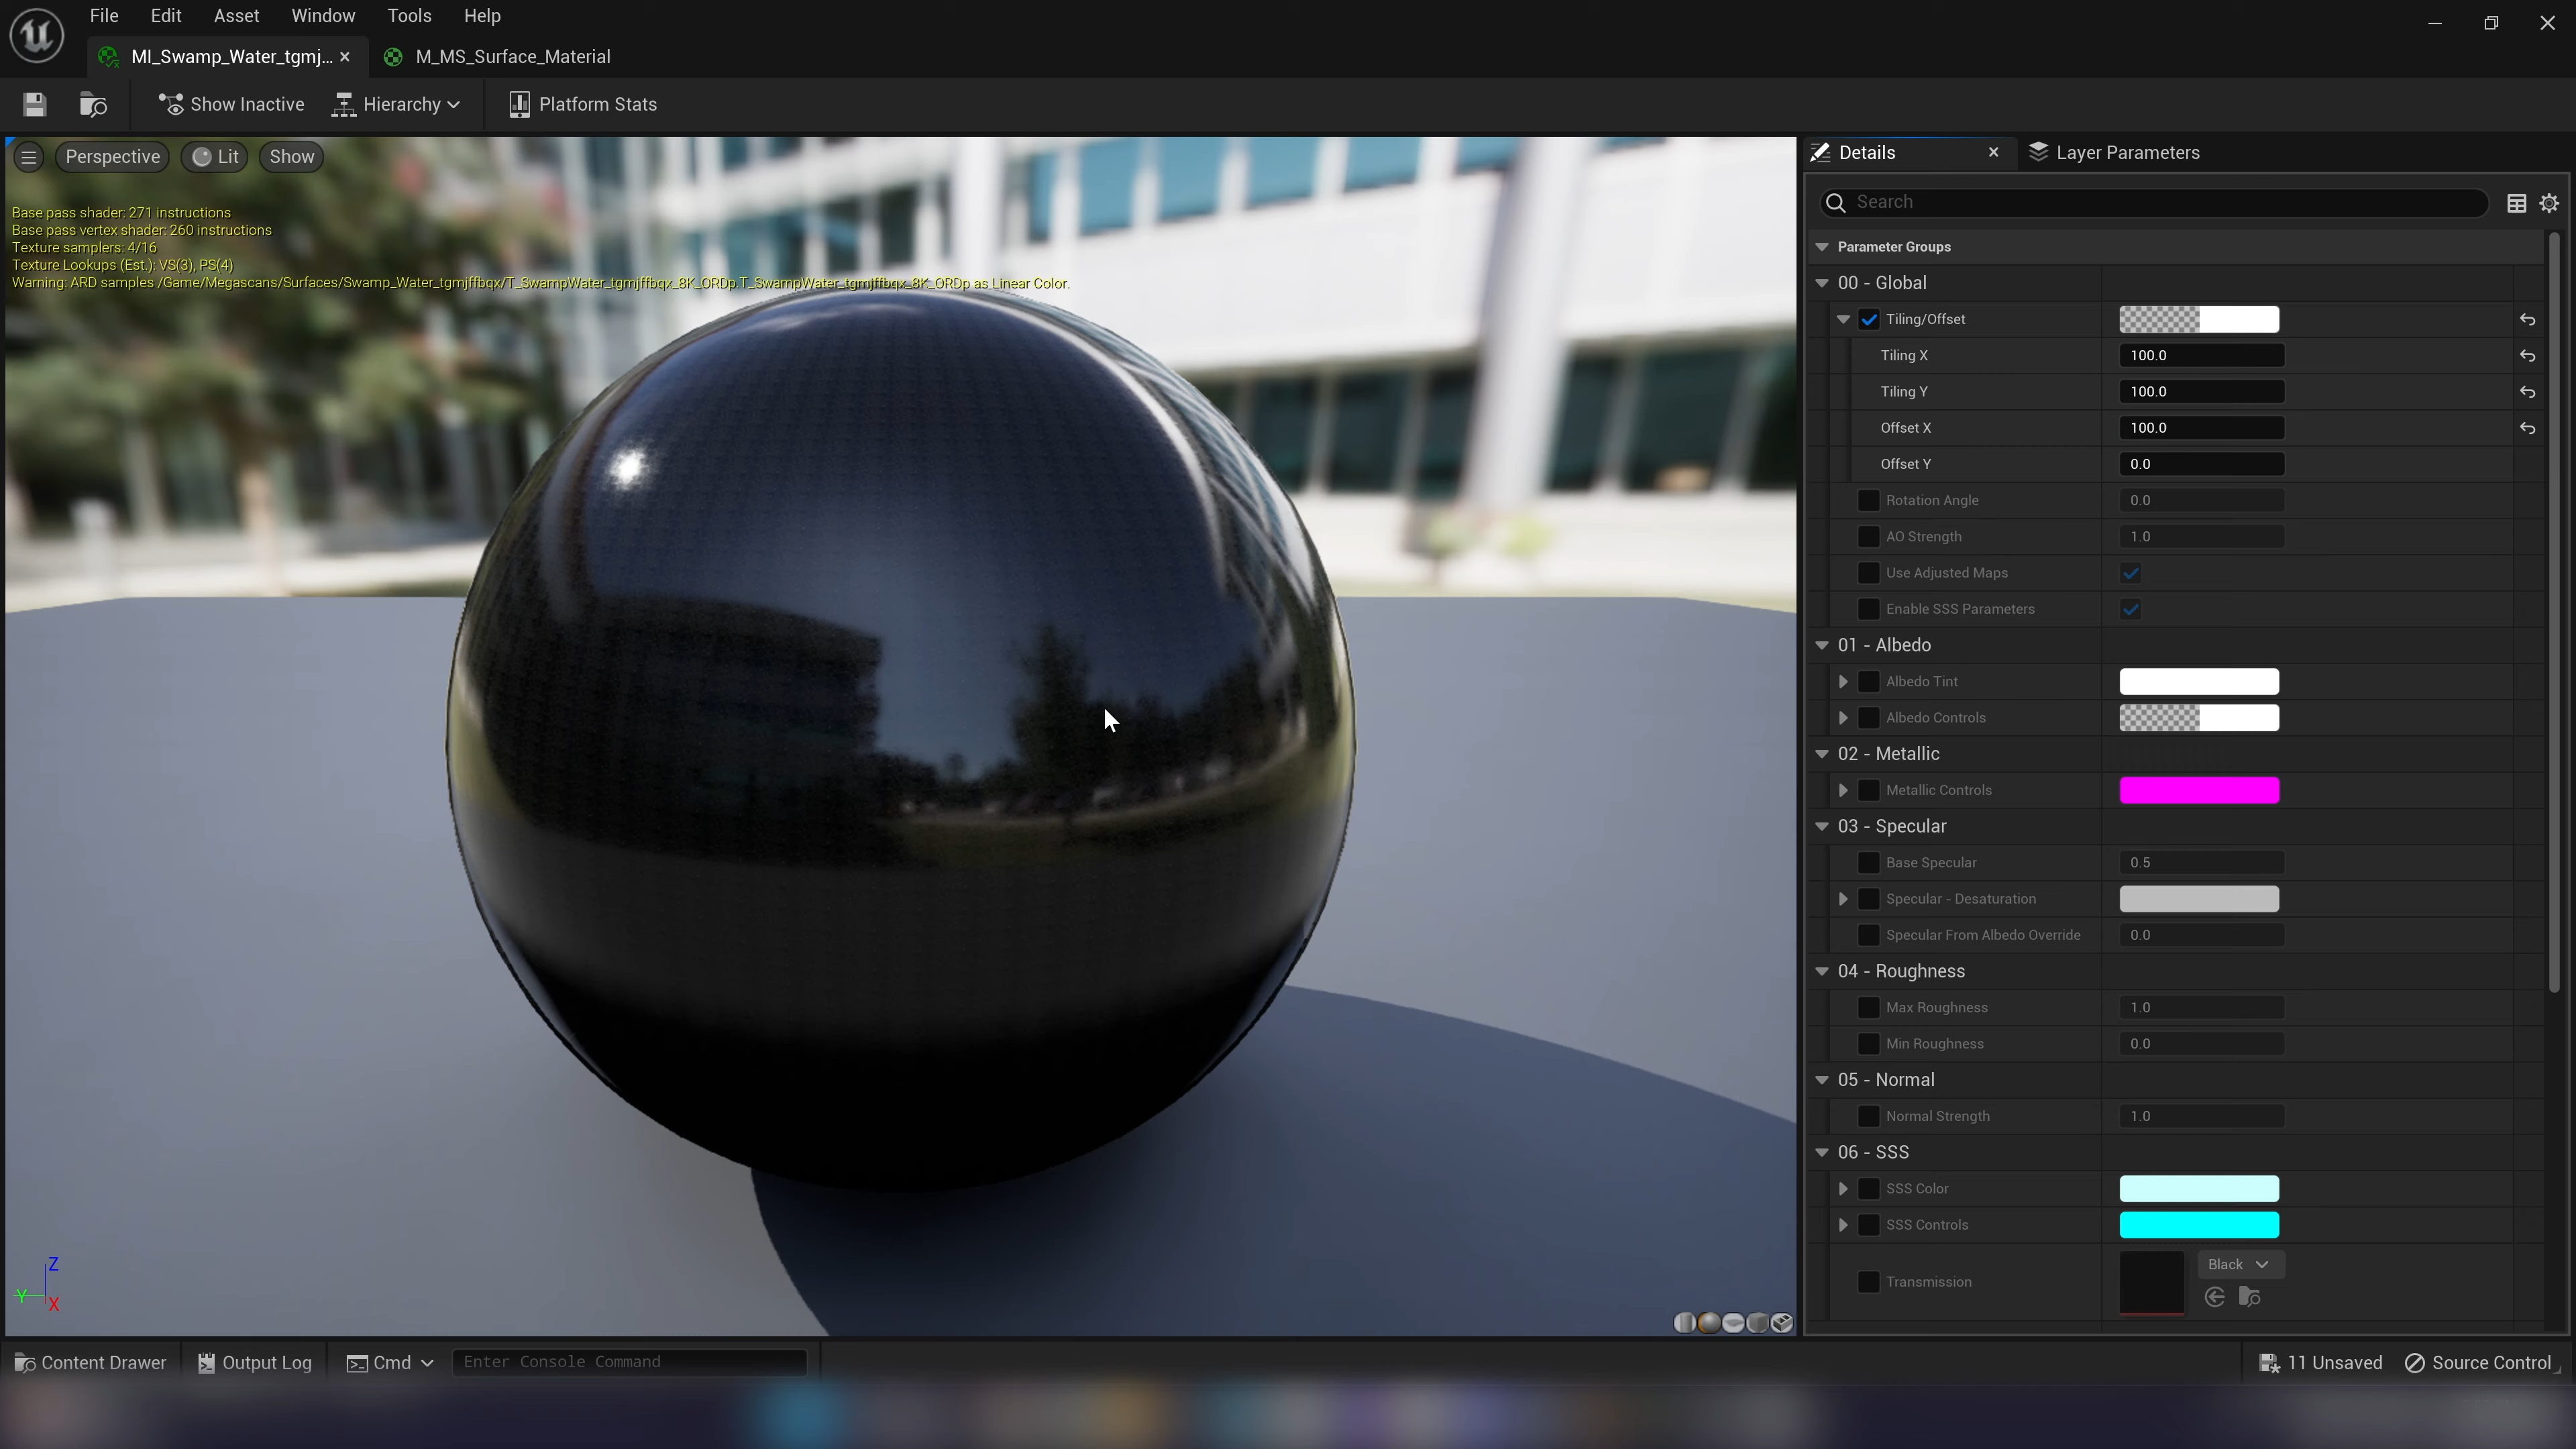 File Edit Asset Window Tools Help
MI_Swamp_Water_tgmj... M_MS_Surface_Material
Show Inactive Hierarchy Platform Stats
Perspective Lit Show
Base pass shader: 271 instructions
Base pass vertex shader: 260 instructions
Texture samplers: 4/16
Texture Lookups (Est.): VS(3), PS(4)
Warning: ARD samples /Game/Megascans/Surfaces/Swamp_Water_tgmjffbqx/T_SwampWater_tgmjffbqx_8K_ORDp.T_SwampWater_tgmjffbqx_8K_ORDp as Linear Color.
Z
Y
X
Details Layer Parameters
Search
Parameter Groups
00 - Global
Tiling/Offset
Tiling X 100.0
Tiling Y 100.0
Offset X 100.0
Offset Y 0.0
Rotation Angle 0.0
AO Strength 1.0
Use Adjusted Maps
Enable SSS Parameters
01 - Albedo
Albedo Tint
Albedo Controls
02 - Metallic
Metallic Controls
03 - Specular
Base Specular 0.5
Specular - Desaturation
Specular From Albedo Override 0.0
04 - Roughness
Max Roughness 1.0
Min Roughness 0.0
05 - Normal
Normal Strength 1.0
06 - SSS
SSS Color
SSS Controls
Transmission Black
Content Drawer Output Log Cmd Enter Console Command 11 Unsaved Source Control